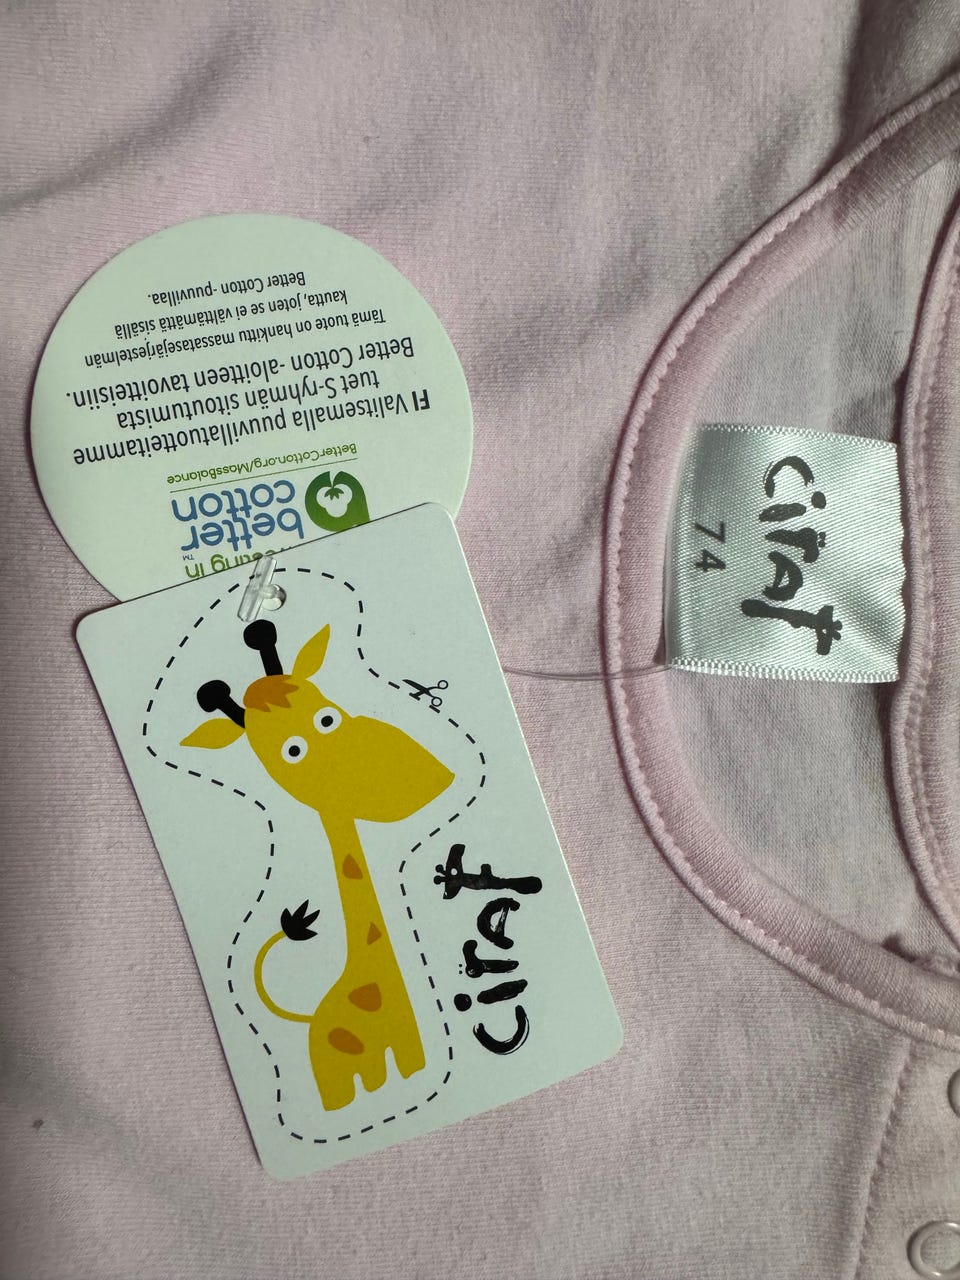 FI Valitsemalla puuvillatuotteitamme
tuet S-ryhmän sitoutumista
Better Cotton -aloitteen tavoitteisiin.
Tämä tuote on hankittu massatasejärjestelmän
kautta, joten se ei välttämättä sisällä
Better Cotton -puuvillaa.
BetterCotton.org/MassBalance
better
cotton
in
TM
ciraf
ciraf
74